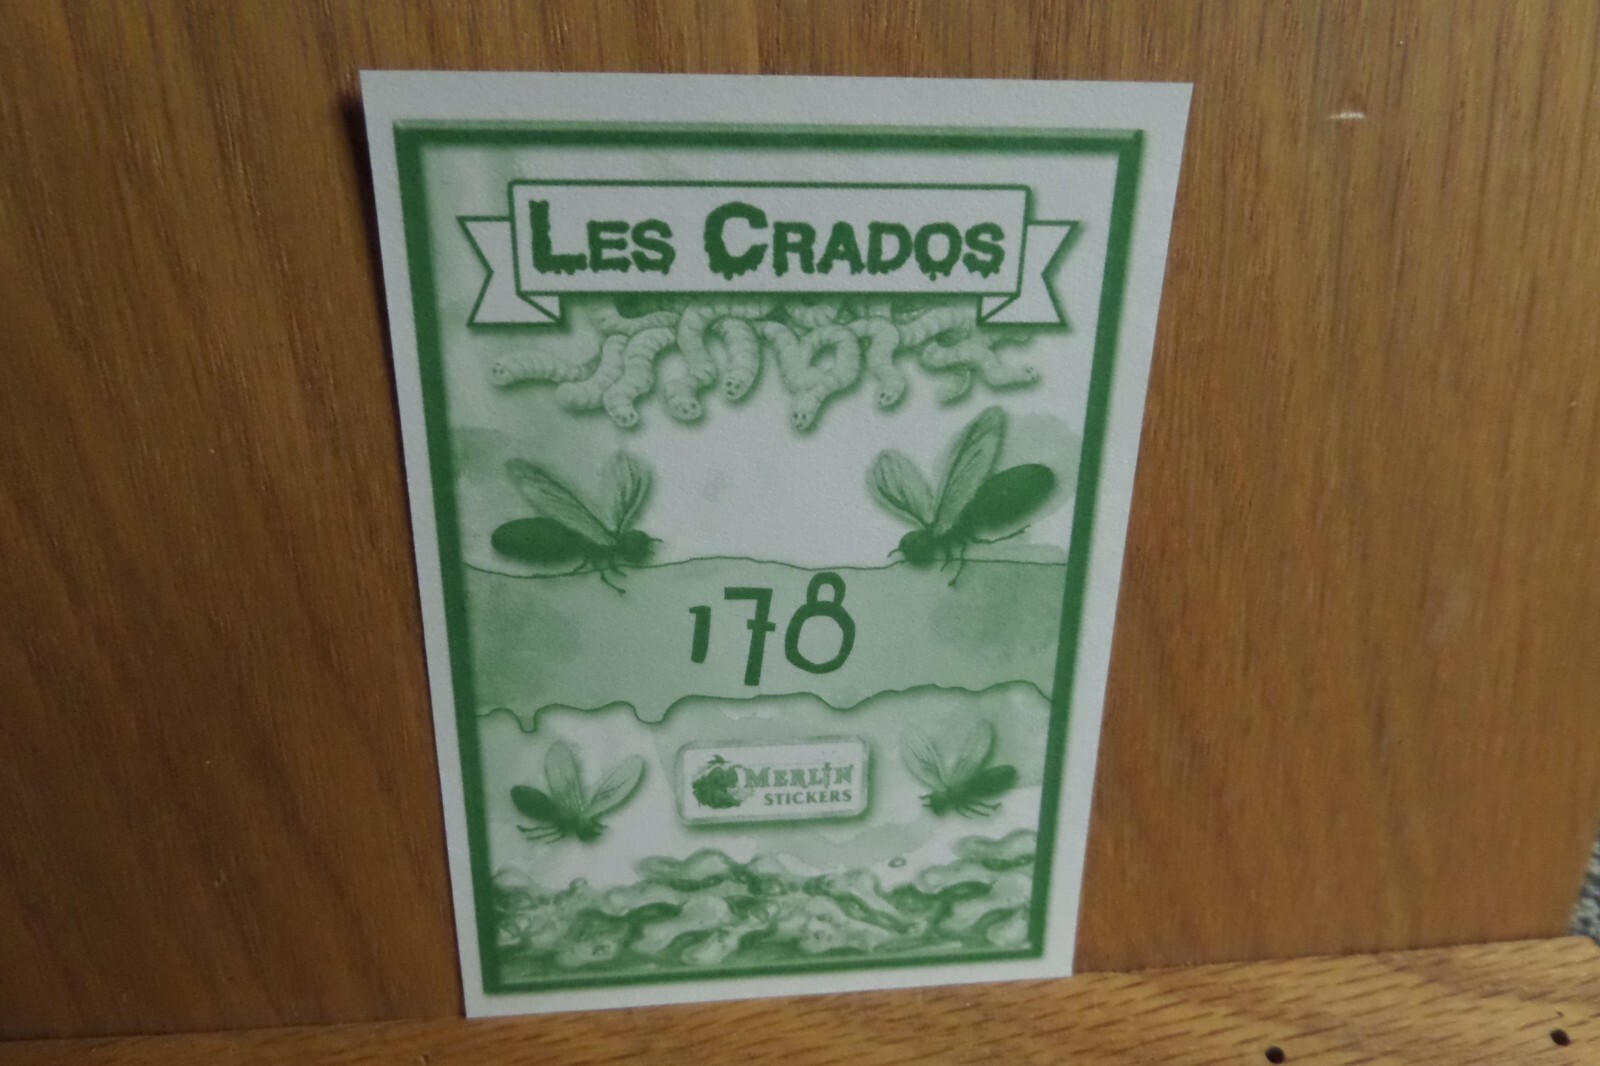 LES CRADOS
178
MERLIN
STICKERS